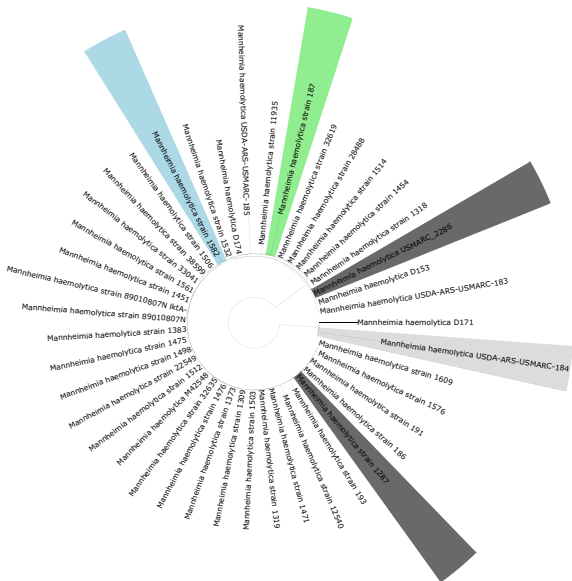 Mannheimia haemolytica USDA-ARS-USMARC-185
Mannheimia haemolytica strain 11935
Mannheimia haemolytica strain 187
Mannheimia haemolytica strain 32619
Mannheimia haemolytica strain 28488
Mannheimia haemolytica strain 1514
Mannheimia haemolytica strain 1454
Mannheimia haemolytica strain 1318
Mannheimia haemolytica USMARC_2286
Mannheimia haemolytica D153
Mannheimia haemolytica USDA-ARS-USMARC-183
Mannheimia haemolytica D171
Mannheimia haemolytica USDA-ARS-USMARC-184
Mannheimia haemolytica strain 1609
Mannheimia haemolytica strain 1576
Mannheimia haemolytica strain 191
Mannheimia haemolytica strain 186
Mannheimia haemolytica strain 1287
Mannheimia haemolytica strain 193
Mannheimia haemolytica strain 12540
Mannheimia haemolytica strain 1471
Mannheimia haemolytica strain 1319
Mannheimia haemolytica strain 1503
Mannheimia haemolytica strain 1309
Mannheimia haemolytica strain 1373
Mannheimia haemolytica strain 1476
Mannheimia haemolytica strain 32635
Mannheimia haemolytica M42548
Mannheimia haemolytica strain 1512
Mannheimia haemolytica strain 22549
Mannheimia haemolytica strain 1498
Mannheimia haemolytica strain 1475
Mannheimia haemolytica strain 1383
Mannheimia haemolytica strain 89010807N
Mannheimia haemolytica strain 89010807N lktA-
Mannheimia haemolytica strain 1451
Mannheimia haemolytica strain 1561
Mannheimia haemolytica strain 33041
Mannheimia haemolytica strain 38599
Mannheimia haemolytica strain 1506
Mannheimia haemolytica strain 1582
Mannheimia haemolytica strain 1532
Mannheimia haemolytica D174